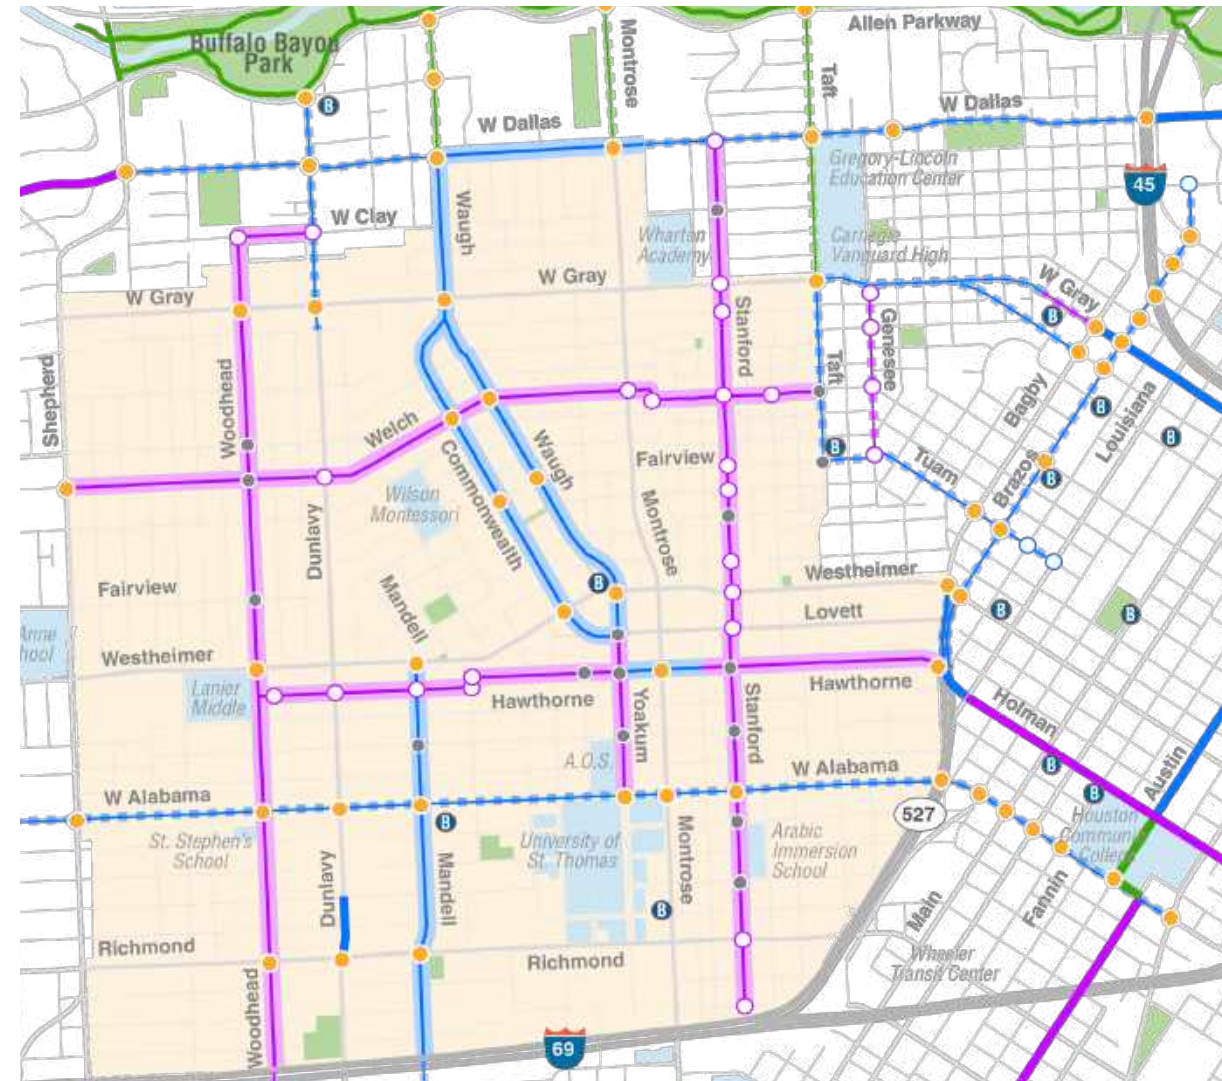 Allen Parkway
Buffalo Bayou
Park
Montrose
Taft
B
W Dallas
W Dallas
Gregory-Lincoln
Education Center
45
W Clay
Waugh
Wharton
Academy
Carnegie
Vanguard High
W Gray
W Gray
W Gray
B
Stanford
Genesee
Shepherd
Woodhead
Taft
Bagby
Louisiana
B
B
Welch
Waugh
Commonwealth
Fairview
B
Tuam
Brazos
B
Wilson
Montessori
Dunlavy
Montrose
Fairview
Mandell
B
Westheimer
Lovett
B
B
Anne
hool
Westheimer
Lanier
Middle
Hawthorne
Yoakum
Stanford
Hawthorne
Holman
A.O.S.
W Alabama
B
Austin
W Alabama
B
B
527
Houston
Commun
College
St. Stephen's
School
University of
St. Thomas
Montrose
Arabic
Immersion
School
Dunlavy
Mandell
B
Main
Fannin
Richmond
Richmond
Wheeler
Transit Center
Woodhead
69